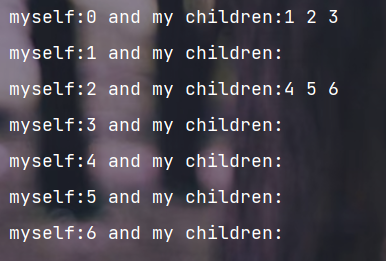 myself:0 and my children:1 2 3
myself:1 and my children:
myself:2 and my children:4 5 6
myself:3 and my children:
myself:4 and my children:
myself:5 and my children:
myself:6 and my children: